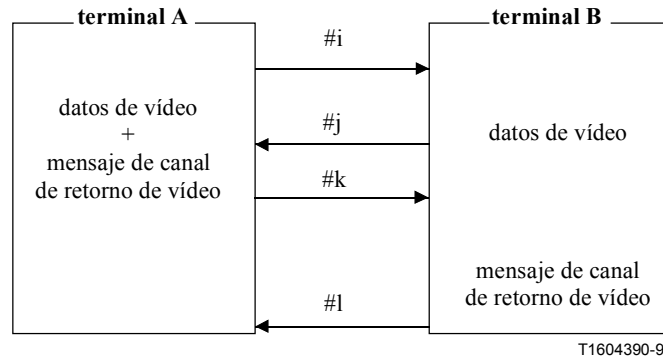 terminal A
terminal B
#i
datos de vídeo
+
mensaje de canal
de retorno de vídeo
#j
datos de vídeo
#k
mensaje de canal
de retorno de vídeo
#l
T1604390-9